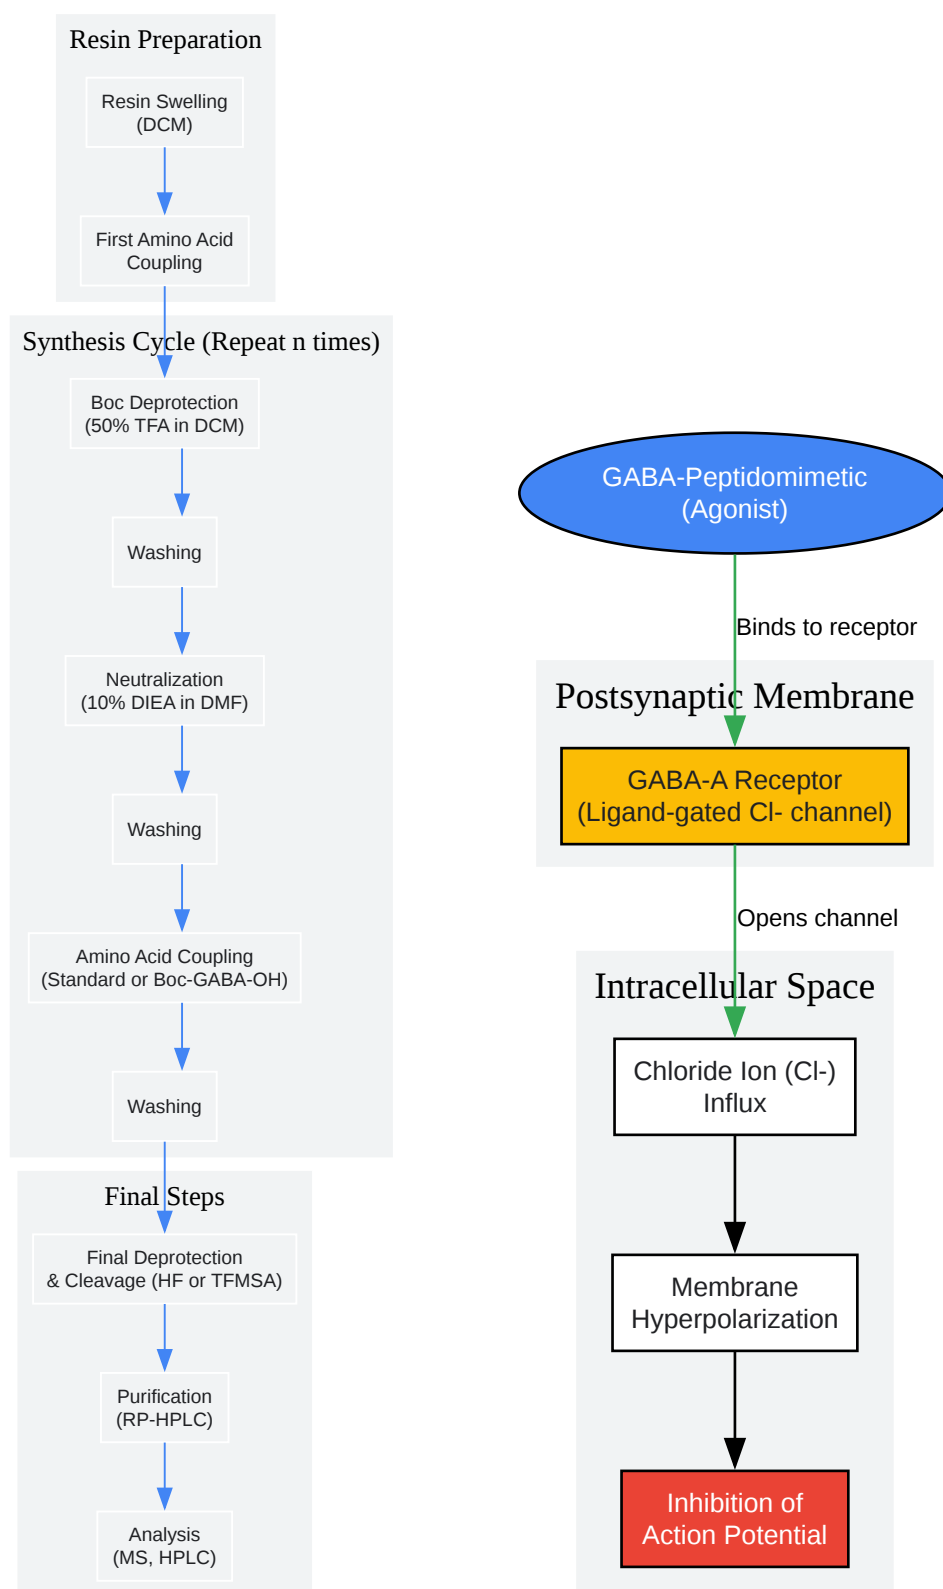 Resin Preparation
Resin Swelling
(DCM)
First Amino Acid
Coupling
Synthesis Cycle (Repeat n times)
Boc Deprotection
(50% TFA in DCM)
Washing
Neutralization
(10% DIEA in DMF)
Washing
Amino Acid Coupling
(Standard or Boc-GABA-OH)
Washing
Final Steps
Final Deprotection
& Cleavage (HF or TFMSA)
Purification
(RP-HPLC)
Analysis
(MS, HPLC)
GABA-Peptidomimetic
(Agonist)
Binds to receptor
Postsynaptic Membrane
GABA-A Receptor
(Ligand-gated Cl- channel)
Opens channel
Intracellular Space
Chloride Ion (Cl-)
Influx
Membrane
Hyperpolarization
Inhibition of
Action Potential